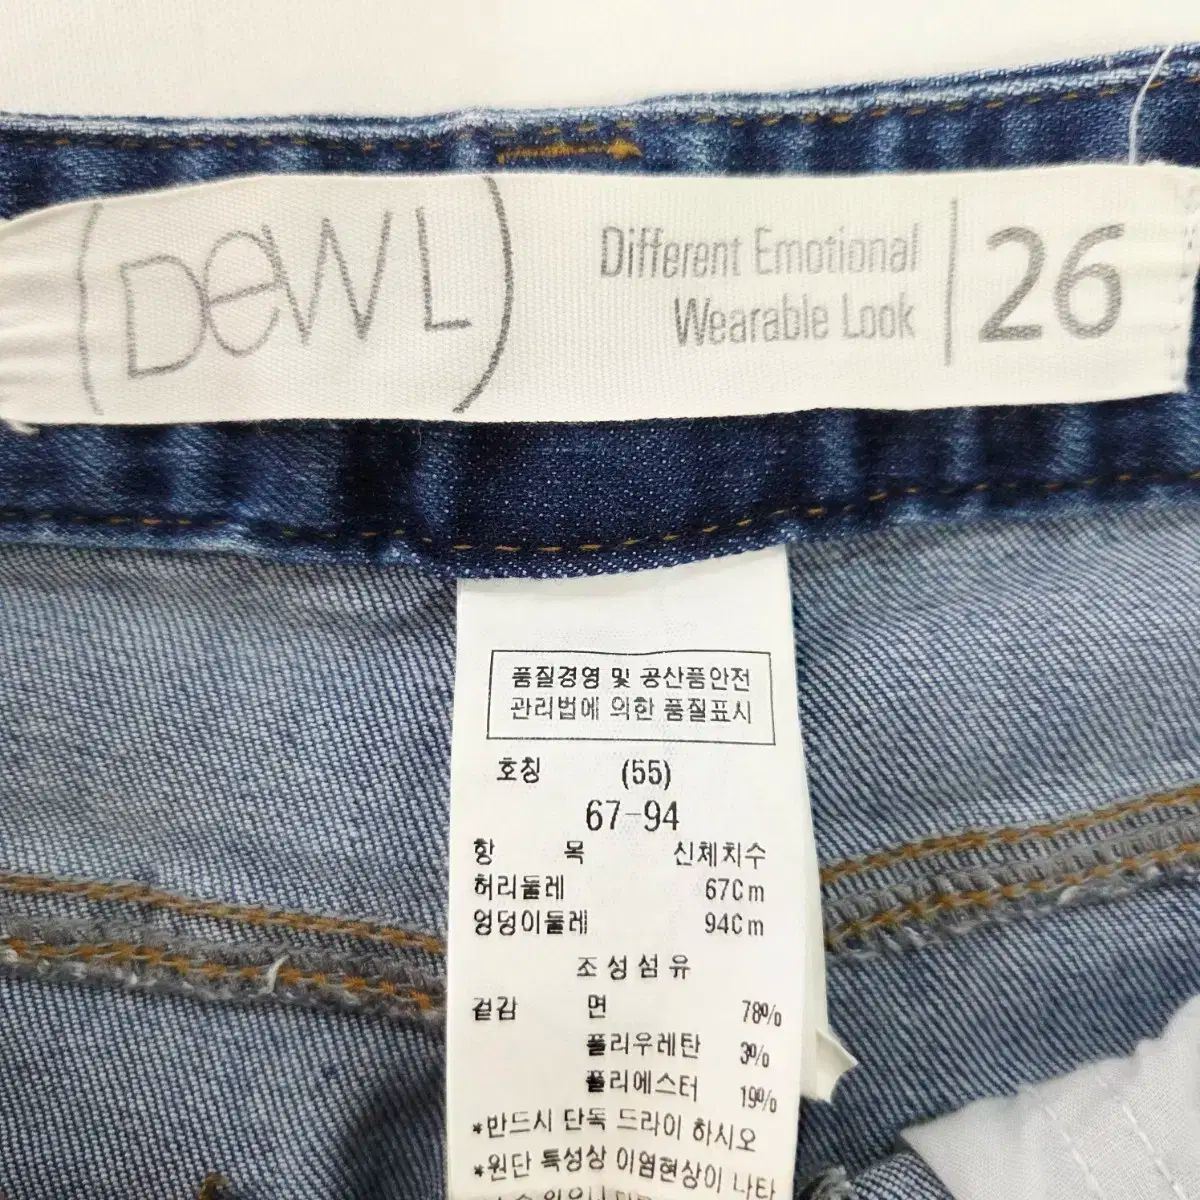 (DeWL)
Different Emotional
Wearable Look
26
품질경영 및 공산품안전
관리법에 의한 품질표시
호칭 (55)
67-94
항 목 신체치수
허리둘레 67Cm
엉덩이둘레 94Cm
조성섬유
겉감 면 78%
폴리우레탄 3%
폴리에스터 19%
*반드시 단독 드라이 하시오
*원단 특성상 이염현상이 나타